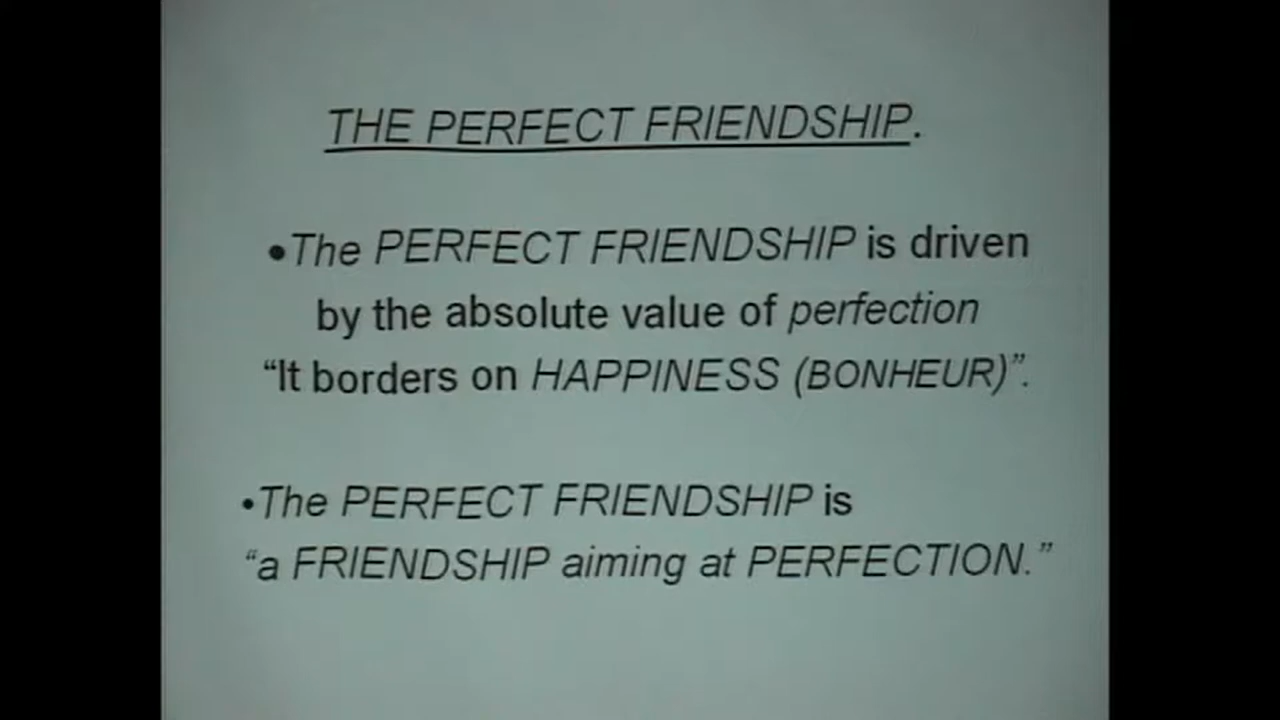 THE PERFECT FRIENDSHIP.
•The PERFECT FRIENDSHIP is driven
by the absolute value of perfection
“It borders on HAPPINESS (BONHEUR)”.
•The PERFECT FRIENDSHIP is
“a FRIENDSHIP aiming at PERFECTION.”